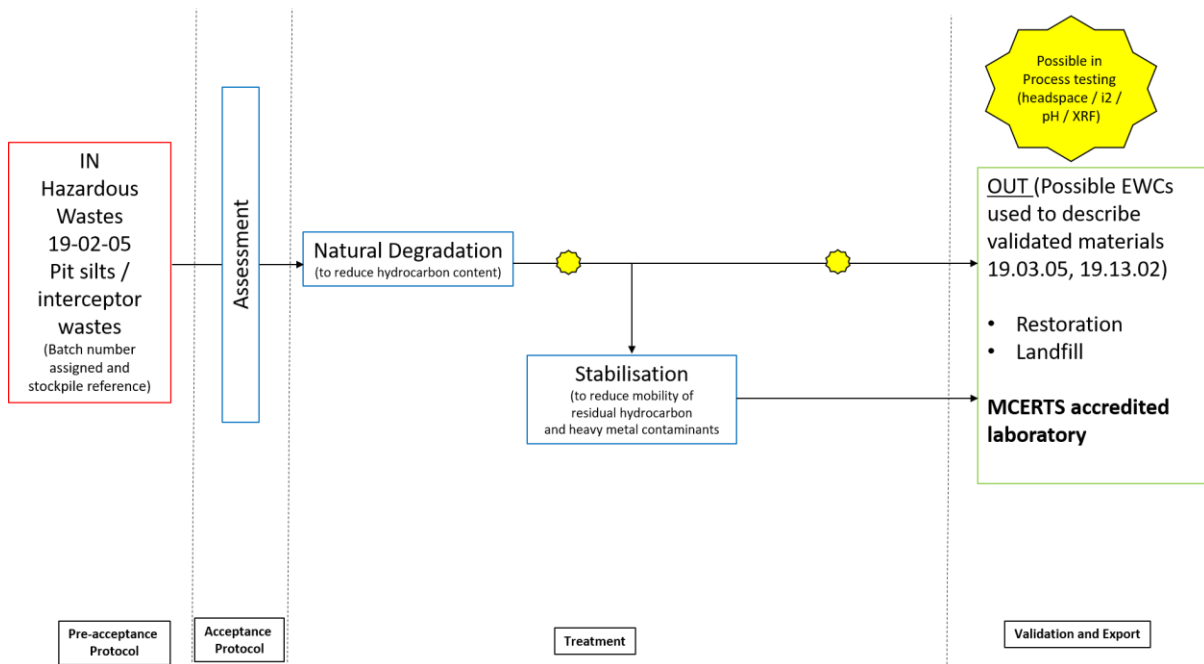 Possible in
Process testing
(headspace / i2 /
pH / XRF)
IN
Hazardous
Wastes
19-02-05
Pit silts /
interceptor
wastes
(Batch number
assigned and
stockpile reference)
Assessment
Natural Degradation
(to reduce hydrocarbon content)
Stabilisation
(to reduce mobility of
residual hydrocarbon
and heavy metal contaminants
OUT (Possible EWCs
used to describe
validated materials
19.03.05, 19.13.02)
• Restoration
• Landfill
MCERTS accredited
laboratory
Pre-acceptance
Protocol
Acceptance
Protocol
Treatment
Validation and Export